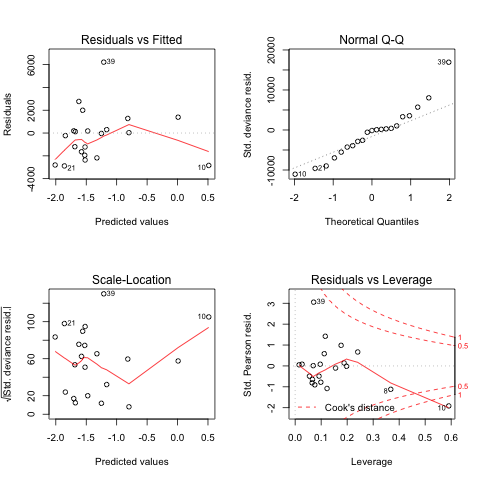 Residuals vs Fitted
Residuals
-4000 0 2000 6000
39
21
10
-2.0 -1.5 -1.0 -0.5 0.0 0.5
Predicted values
Normal Q-Q
Std. deviance resid.
-10000 0 5000 15000
39
21
10
-2 -1 0 1 2
Theoretical Quantiles
Scale-Location
√|Std. deviance resid.|
0 20 60 100
39
21
10
-2.0 -1.5 -1.0 -0.5 0.0 0.5
Predicted values
Residuals vs Leverage
Std. Pearson resid.
-2 -1 0 1 2 3
39
8
10
1
0.5
0.5
1
Cook's distance
0.0 0.1 0.2 0.3 0.4 0.5 0.6
Leverage